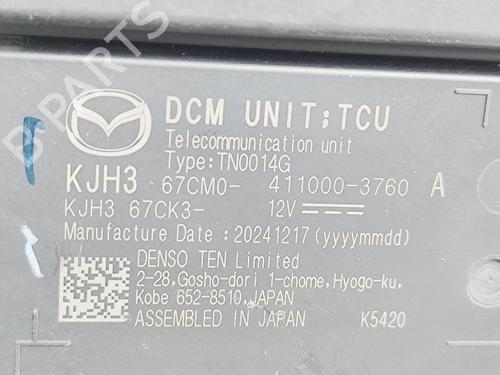 DCM UNIT;TCU
Telecommunication unit
Type:TN0014G
KJH3 67CM0- 411000-3760 A
KJH3 67CK3- 12V
Manufacture Date : 20241217 (yyyymmdd)
DENSO TEN Limited
2-28,Gosho-dori 1-chome,Hyogo-ku,
Kobe 652-8510,JAPAN
ASSEMBLED IN JAPAN K5420
B PARTS